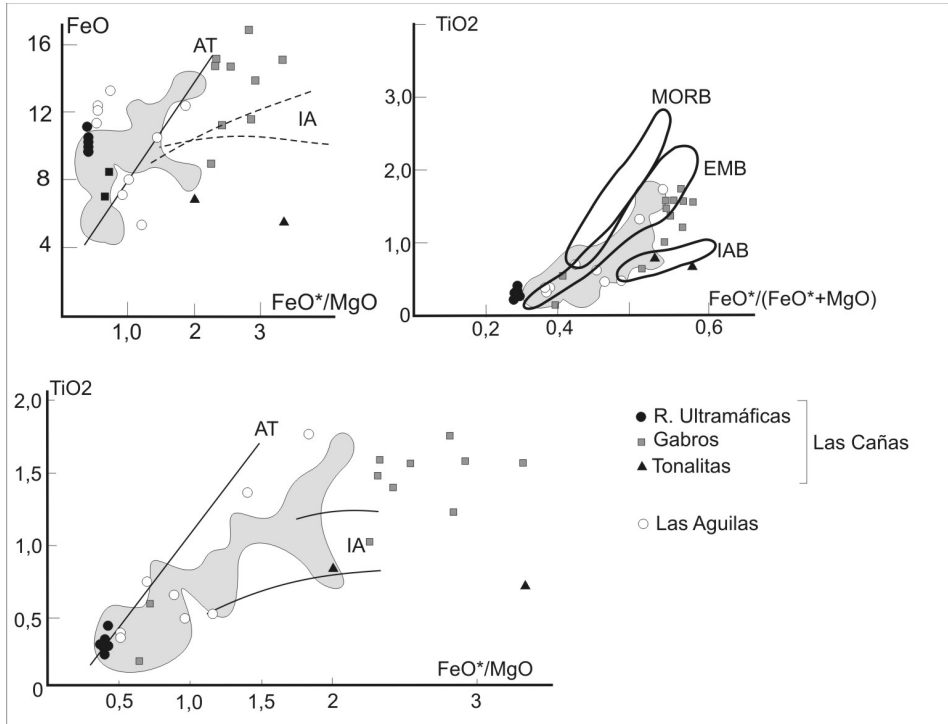 FeO
16
12
8
4
AT
IA
FeO*/MgO
1,0
2
3
TiO2
3,0
2,0
1,0
0
MORB
EMB
IAB
FeO*/(FeO*+MgO)
0,2
0,4
0,6
TiO2
2,0
1,5
1,0
0,5
0
AT
IA
FeO*/MgO
0,5
1,0
1,5
2
3
R. Ultramáficas
Gabros
Tonalitas
Las Cañas
Las Aguilas